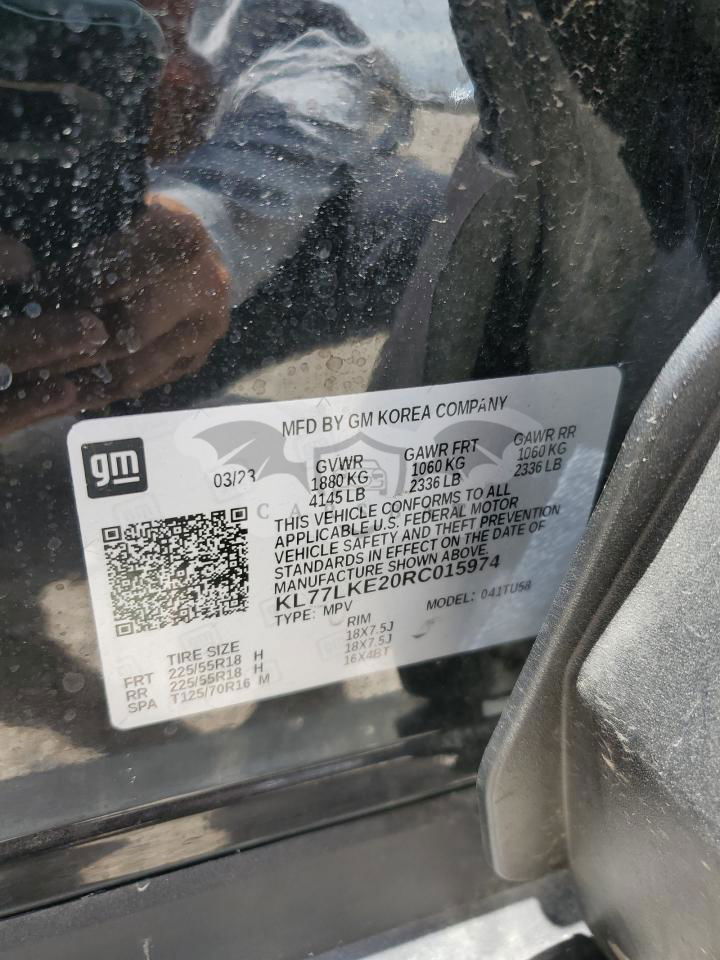 MFD BY GM KOREA COMPANY
gm
03/23
GVWR
1880 KG
4145 LB
GAWR FRT
1060 KG
2336 LB
GAWR RR
1060 KG
2336 LB
THIS VEHICLE CONFORMS TO ALL
APPLICABLE U.S. FEDERAL MOTOR
VEHICLE SAFETY AND THEFT PREVENTION
STANDARDS IN EFFECT ON THE DATE OF
MANUFACTURE SHOWN ABOVE.
KL77LKE20RC015974
TYPE: MPV
MODEL: 041TU58
TIRE SIZE
RIM
FRT 225/55R18 H 18X7.5J
RR 225/55R18 H 18X7.5J
SPA T125/70R16 M 16X4BT